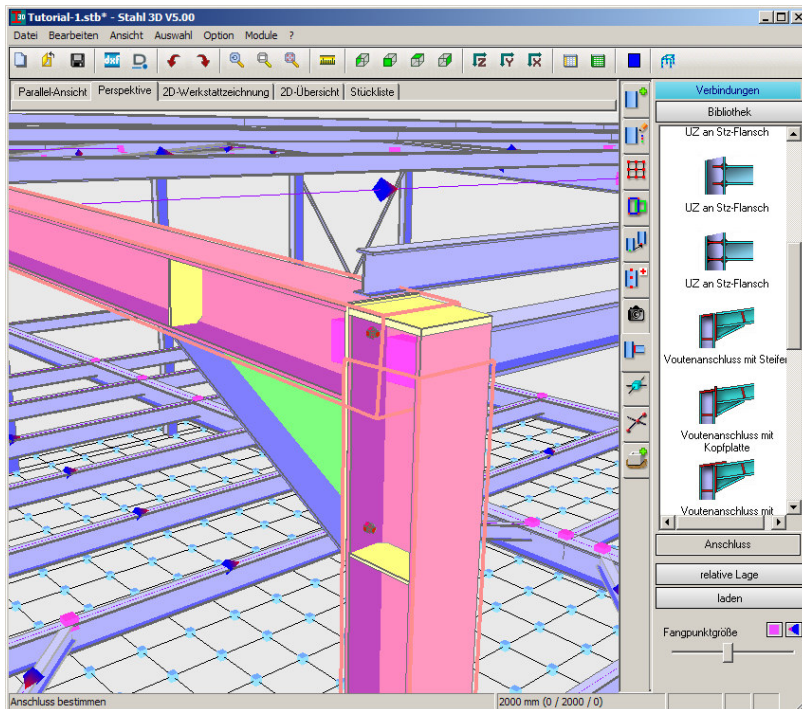 Tutorial-1.stb* - Stahl 3D V5.00
Datei Bearbeiten Ansicht Auswahl Option Module ?
dxf D
Z Y X
Parallel-Ansicht Perspektive 2D-Werkstattzeichnung 2D-Übersicht Stückliste
Verbindungen
Bibliothek
UZ an Stz-Flansch
UZ an Stz-Flansch
UZ an Stz-Flansch
Voutenanschluss mit Steifer
Voutenanschluss mit
Kopfplatte
Voutenanschluss mit
Anschluss
relative Lage
laden
Fangpunktgröße
Anschluss bestimmen
2000 mm (0 / 2000 / 0)